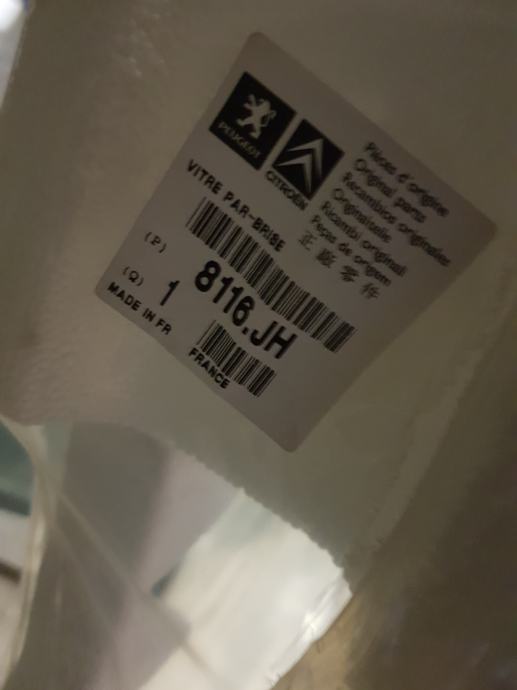 PEUGEOT
CITROËN
Pièces d'origine
Original parts
Recambios originales
Originalteile
Ricambi originali
Peças de origem
正廠零件
VITRE PAR-BRISE
(P)
8116.JH
(Q) 1
MADE IN FR
FRANCE